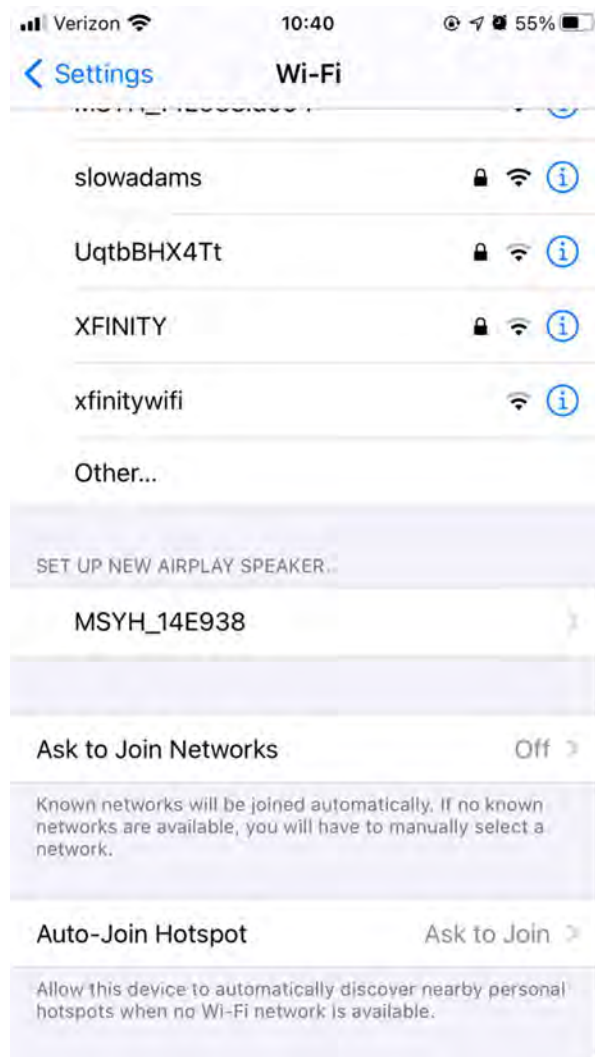 Verizon 10:40 55%
Settings Wi-Fi
slowadams
UqtbBHX4Tt
XFINITY
xfinitywifi
Other...
SET UP NEW AIRPLAY SPEAKER...
MSYH_14E938
Ask to Join Networks Off
Known networks will be joined automatically. If no known
networks are available, you will have to manually select a
network.
Auto-Join Hotspot Ask to Join
Allow this device to automatically discover nearby personal
hotspots when no Wi-Fi network is available.